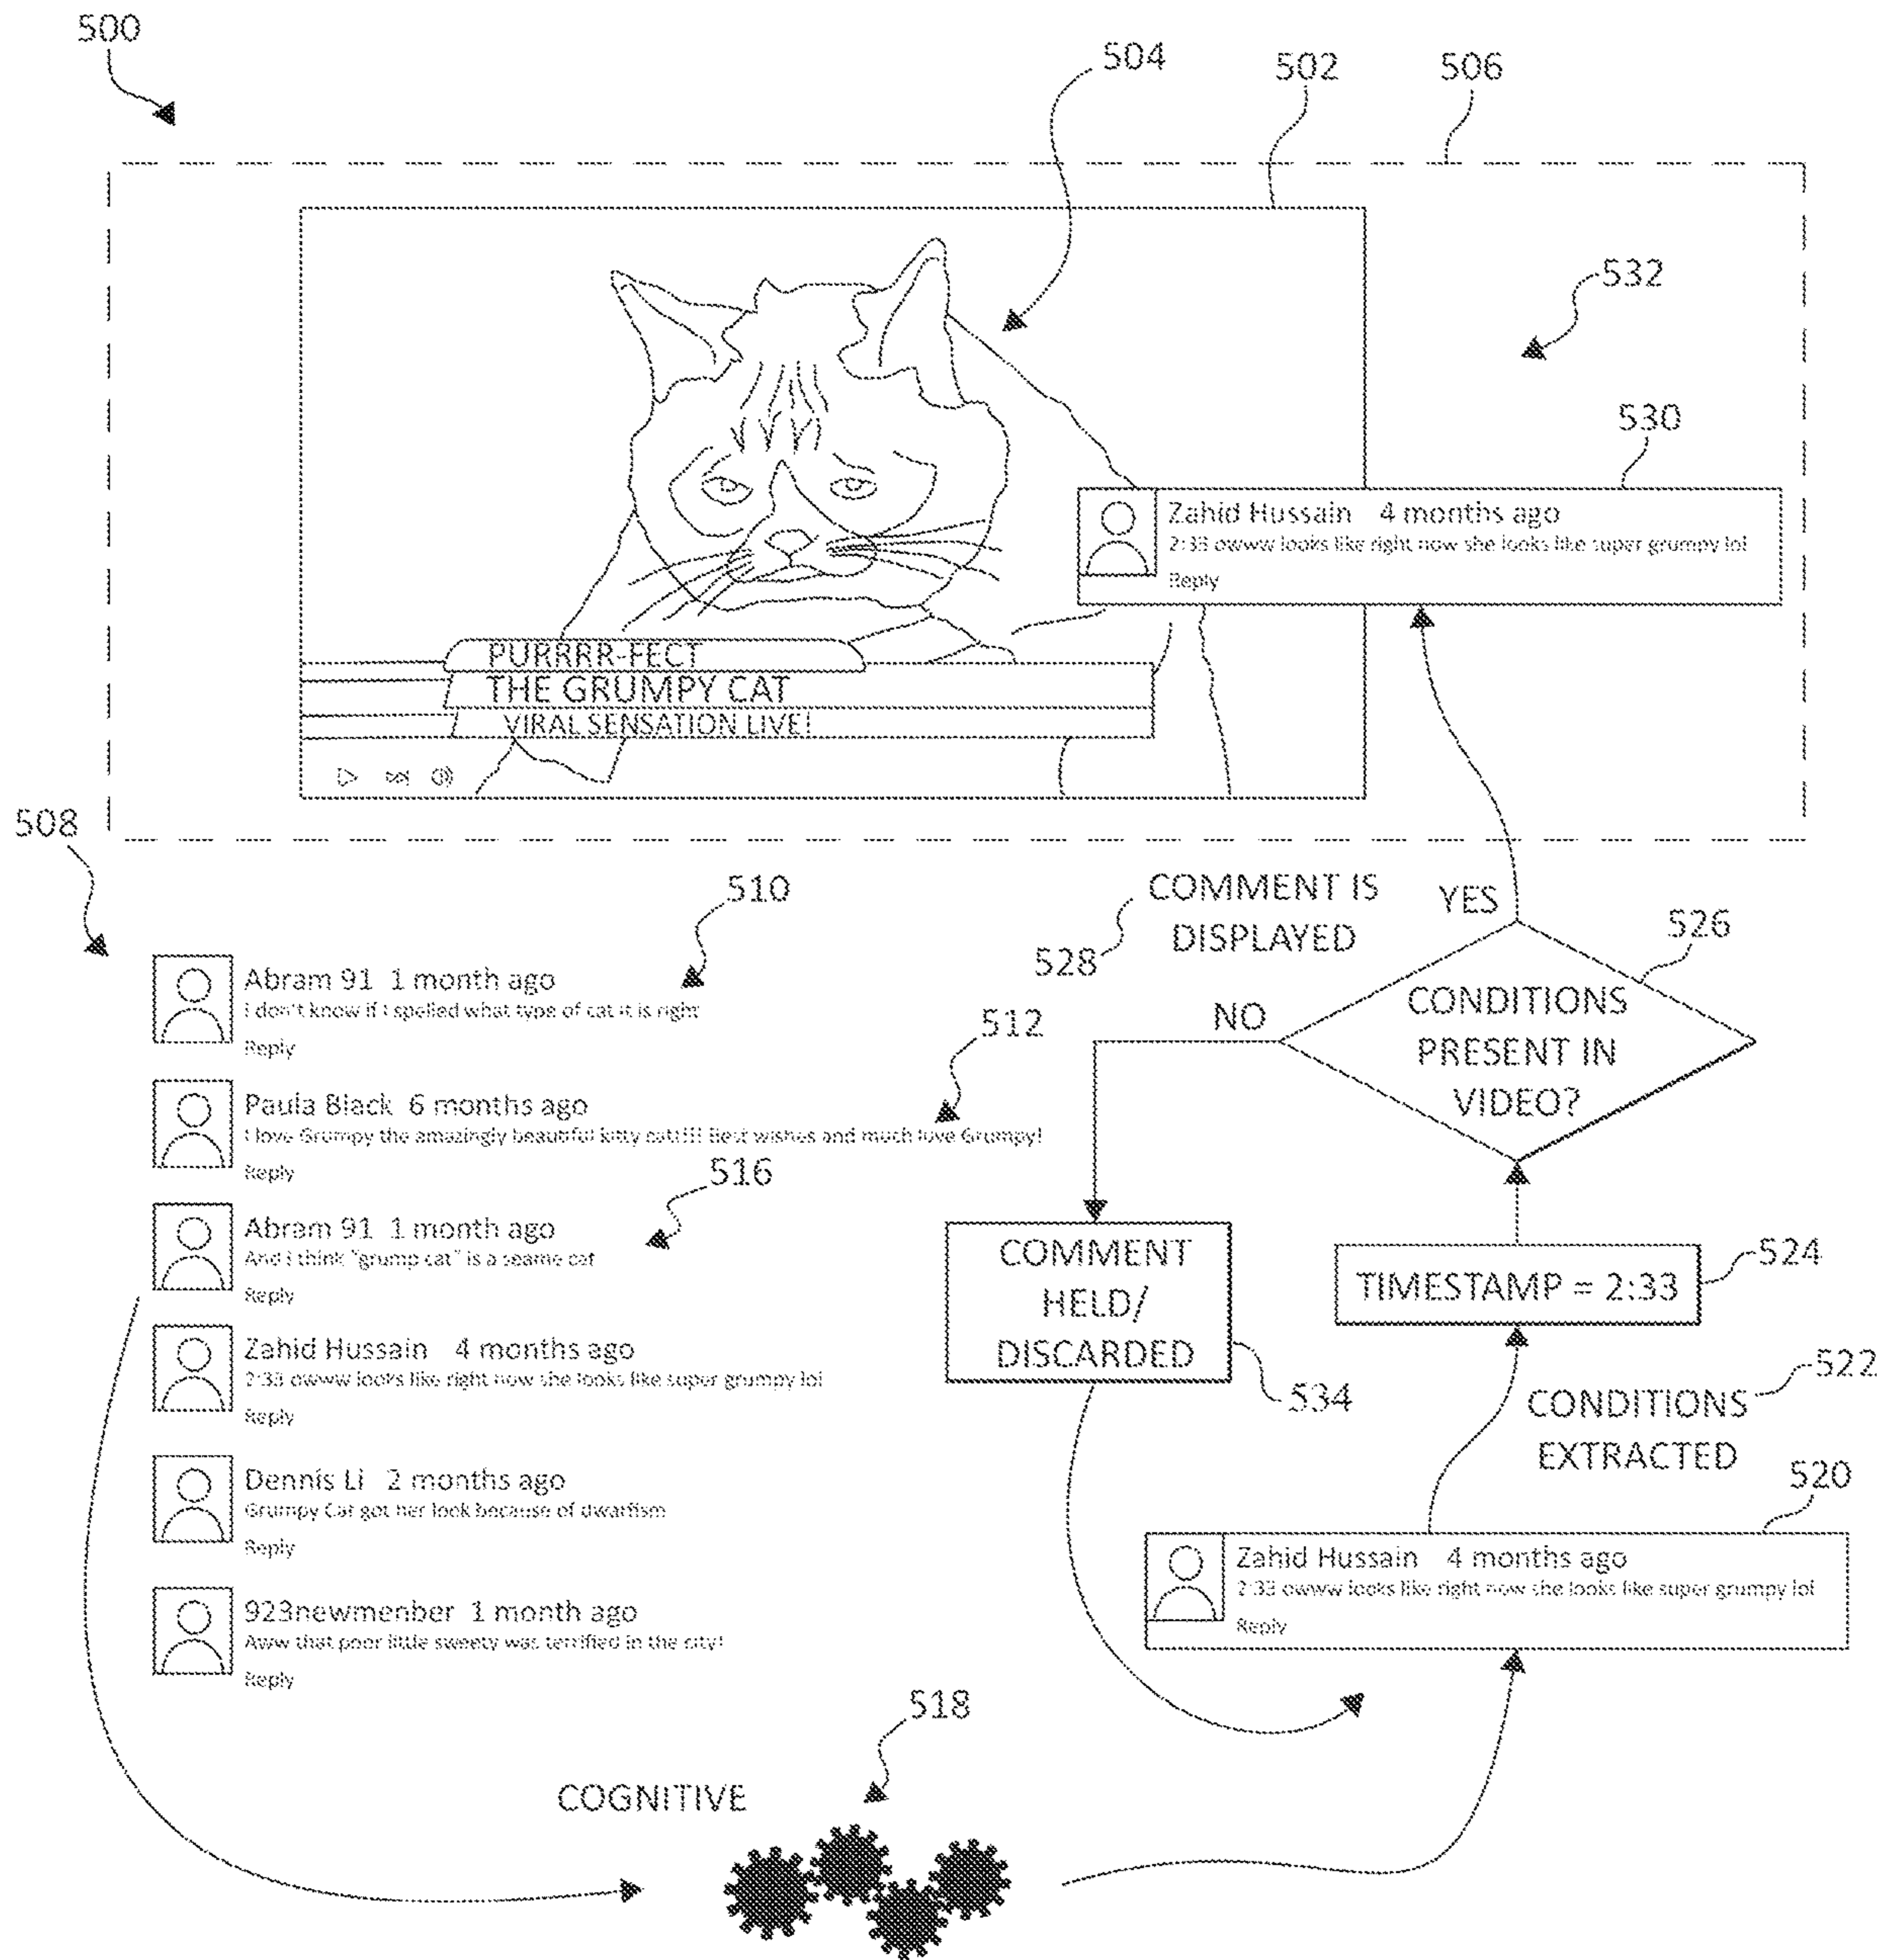 500
504
502
506
532
530
Zahid Hussain 4 months ago
2:33 owww looks like right now she looks like super grumpy lol
Reply
PURRRR-FECT
THE GRUMPY CAT
VIRAL SENSATION LIVE!
508
510
Abram 91 1 month ago
I don't know if I spelled what type of cat it is right
Reply
512
Paula Black 6 months ago
I love Grumpy the amazingly beautiful kitty cat!!!! Best wishes and much love Grumpy!
Reply
516
Abram 91 1 month ago
And I think "grump cat" is a seame cat
Reply
Zahid Hussain 4 months ago
2:33 owww looks like right now she looks like super grumpy lol
Reply
Dennis Li 2 months ago
Grumpy Cat got her look because of dwarfism
Reply
923newmenber 1 month ago
Aww that poor little sweety was terrified in the city!
Reply
518
COGNITIVE
COMMENT IS
DISPLAYED
528
YES
526
NO
CONDITIONS
PRESENT IN
VIDEO?
COMMENT
HELD/
DISCARDED
534
TIMESTAMP = 2:33
524
522
CONDITIONS
EXTRACTED
520
Zahid Hussain 4 months ago
2:33 owww looks like right now she looks like super grumpy lol
Reply